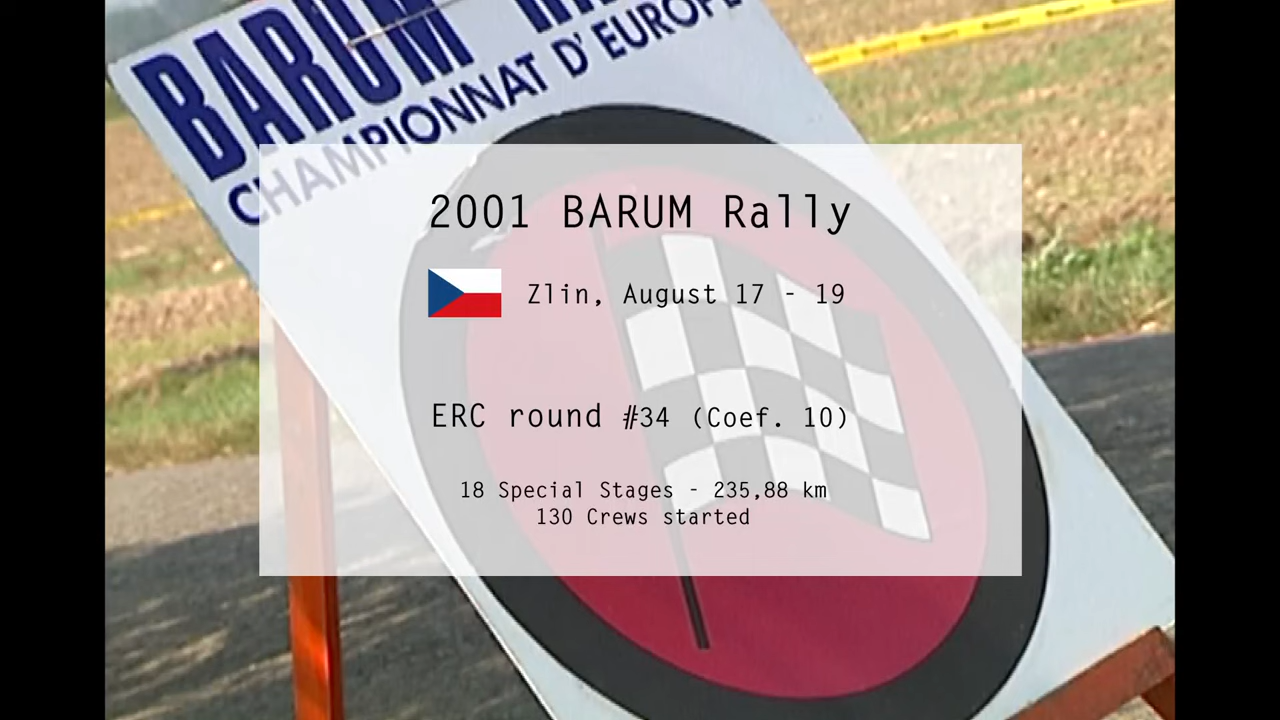 BARUM
CHAMPIONNAT D'EUROPE
2001 BARUM Rally
Zlin, August 17 - 19
ERC round #34 (Coef. 10)
18 Special Stages - 235,88 km
130 Crews started